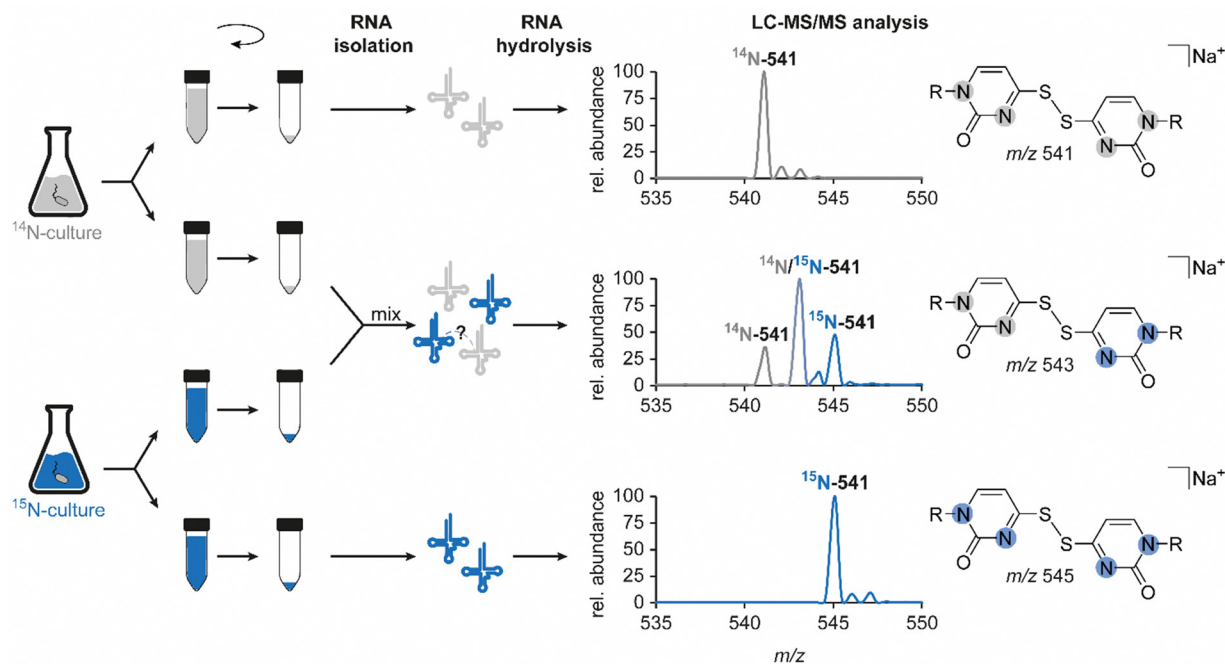 RNA
isolation
RNA
hydrolysis
LC-MS/MS analysis
¹⁴N-culture
¹⁵N-culture
mix
?
rel. abundance
100
75
50
25
0
535
540
545
550
¹⁴N-541
Na⁺
R
N
N
O
S
S
N
N
R
O
m/z 541
rel. abundance
100
75
50
25
0
535
540
545
550
¹⁴N/¹⁵N-541
¹⁴N-541
¹⁵N-541
Na⁺
R
N
N
O
S
S
N
N
R
O
m/z 543
rel. abundance
100
75
50
25
0
535
540
545
550
¹⁵N-541
m/z
Na⁺
R
N
N
O
S
S
N
N
R
O
m/z 545